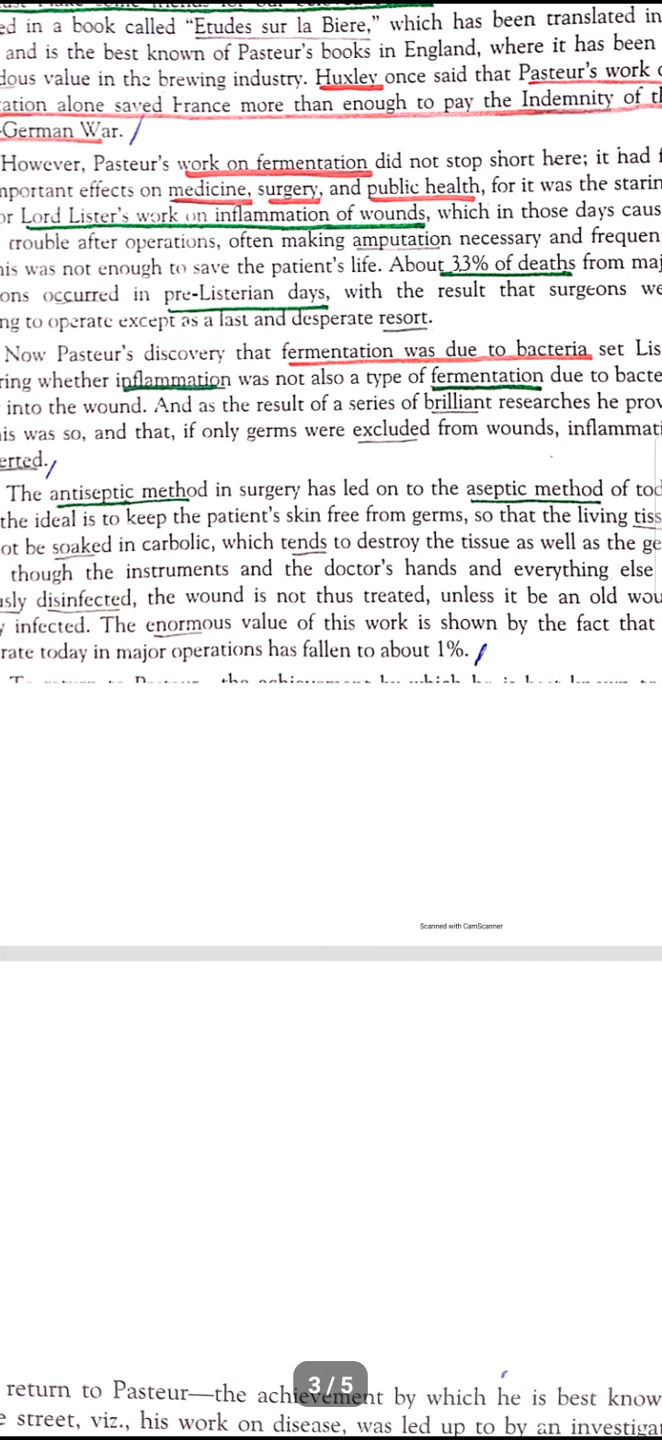 ed in a book called “Etudes sur la Biere,” which has been translated in
and is the best known of Pasteur’s books in England, where it has been
dous value in the brewing industry. Huxley once said that Pasteur’s work
ation alone saved France more than enough to pay the Indemnity of th
-German War.
However, Pasteur’s work on fermentation did not stop short here; it had f
mportant effects on medicine, surgery, and public health, for it was the starin
or Lord Lister’s work on inflammation of wounds, which in those days caus
trouble after operations, often making amputation necessary and frequen
his was not enough to save the patient’s life. About 33% of deaths from maj
ons occurred in pre-Listerian days, with the result that surgeons we
ng to operate except as a last and desperate resort.
Now Pasteur’s discovery that fermentation was due to bacteria set Lis
ring whether inflammation was not also a type of fermentation due to bacte
into the wound. And as the result of a series of brilliant researches he prov
is was so, and that, if only germs were excluded from wounds, inflammati
erted.
The antiseptic method in surgery has led on to the aseptic method of tod
the ideal is to keep the patient’s skin free from germs, so that the living tiss
ot be soaked in carbolic, which tends to destroy the tissue as well as the ge
though the instruments and the doctor’s hands and everything else
usly disinfected, the wound is not thus treated, unless it be an old wou
y infected. The enormous value of this work is shown by the fact that
rate today in major operations has fallen to about 1%.
Scanned with CamScanner
3 / 5
return to Pasteur—the achievement by which he is best know
e street, viz., his work on disease, was led up to by an investigat